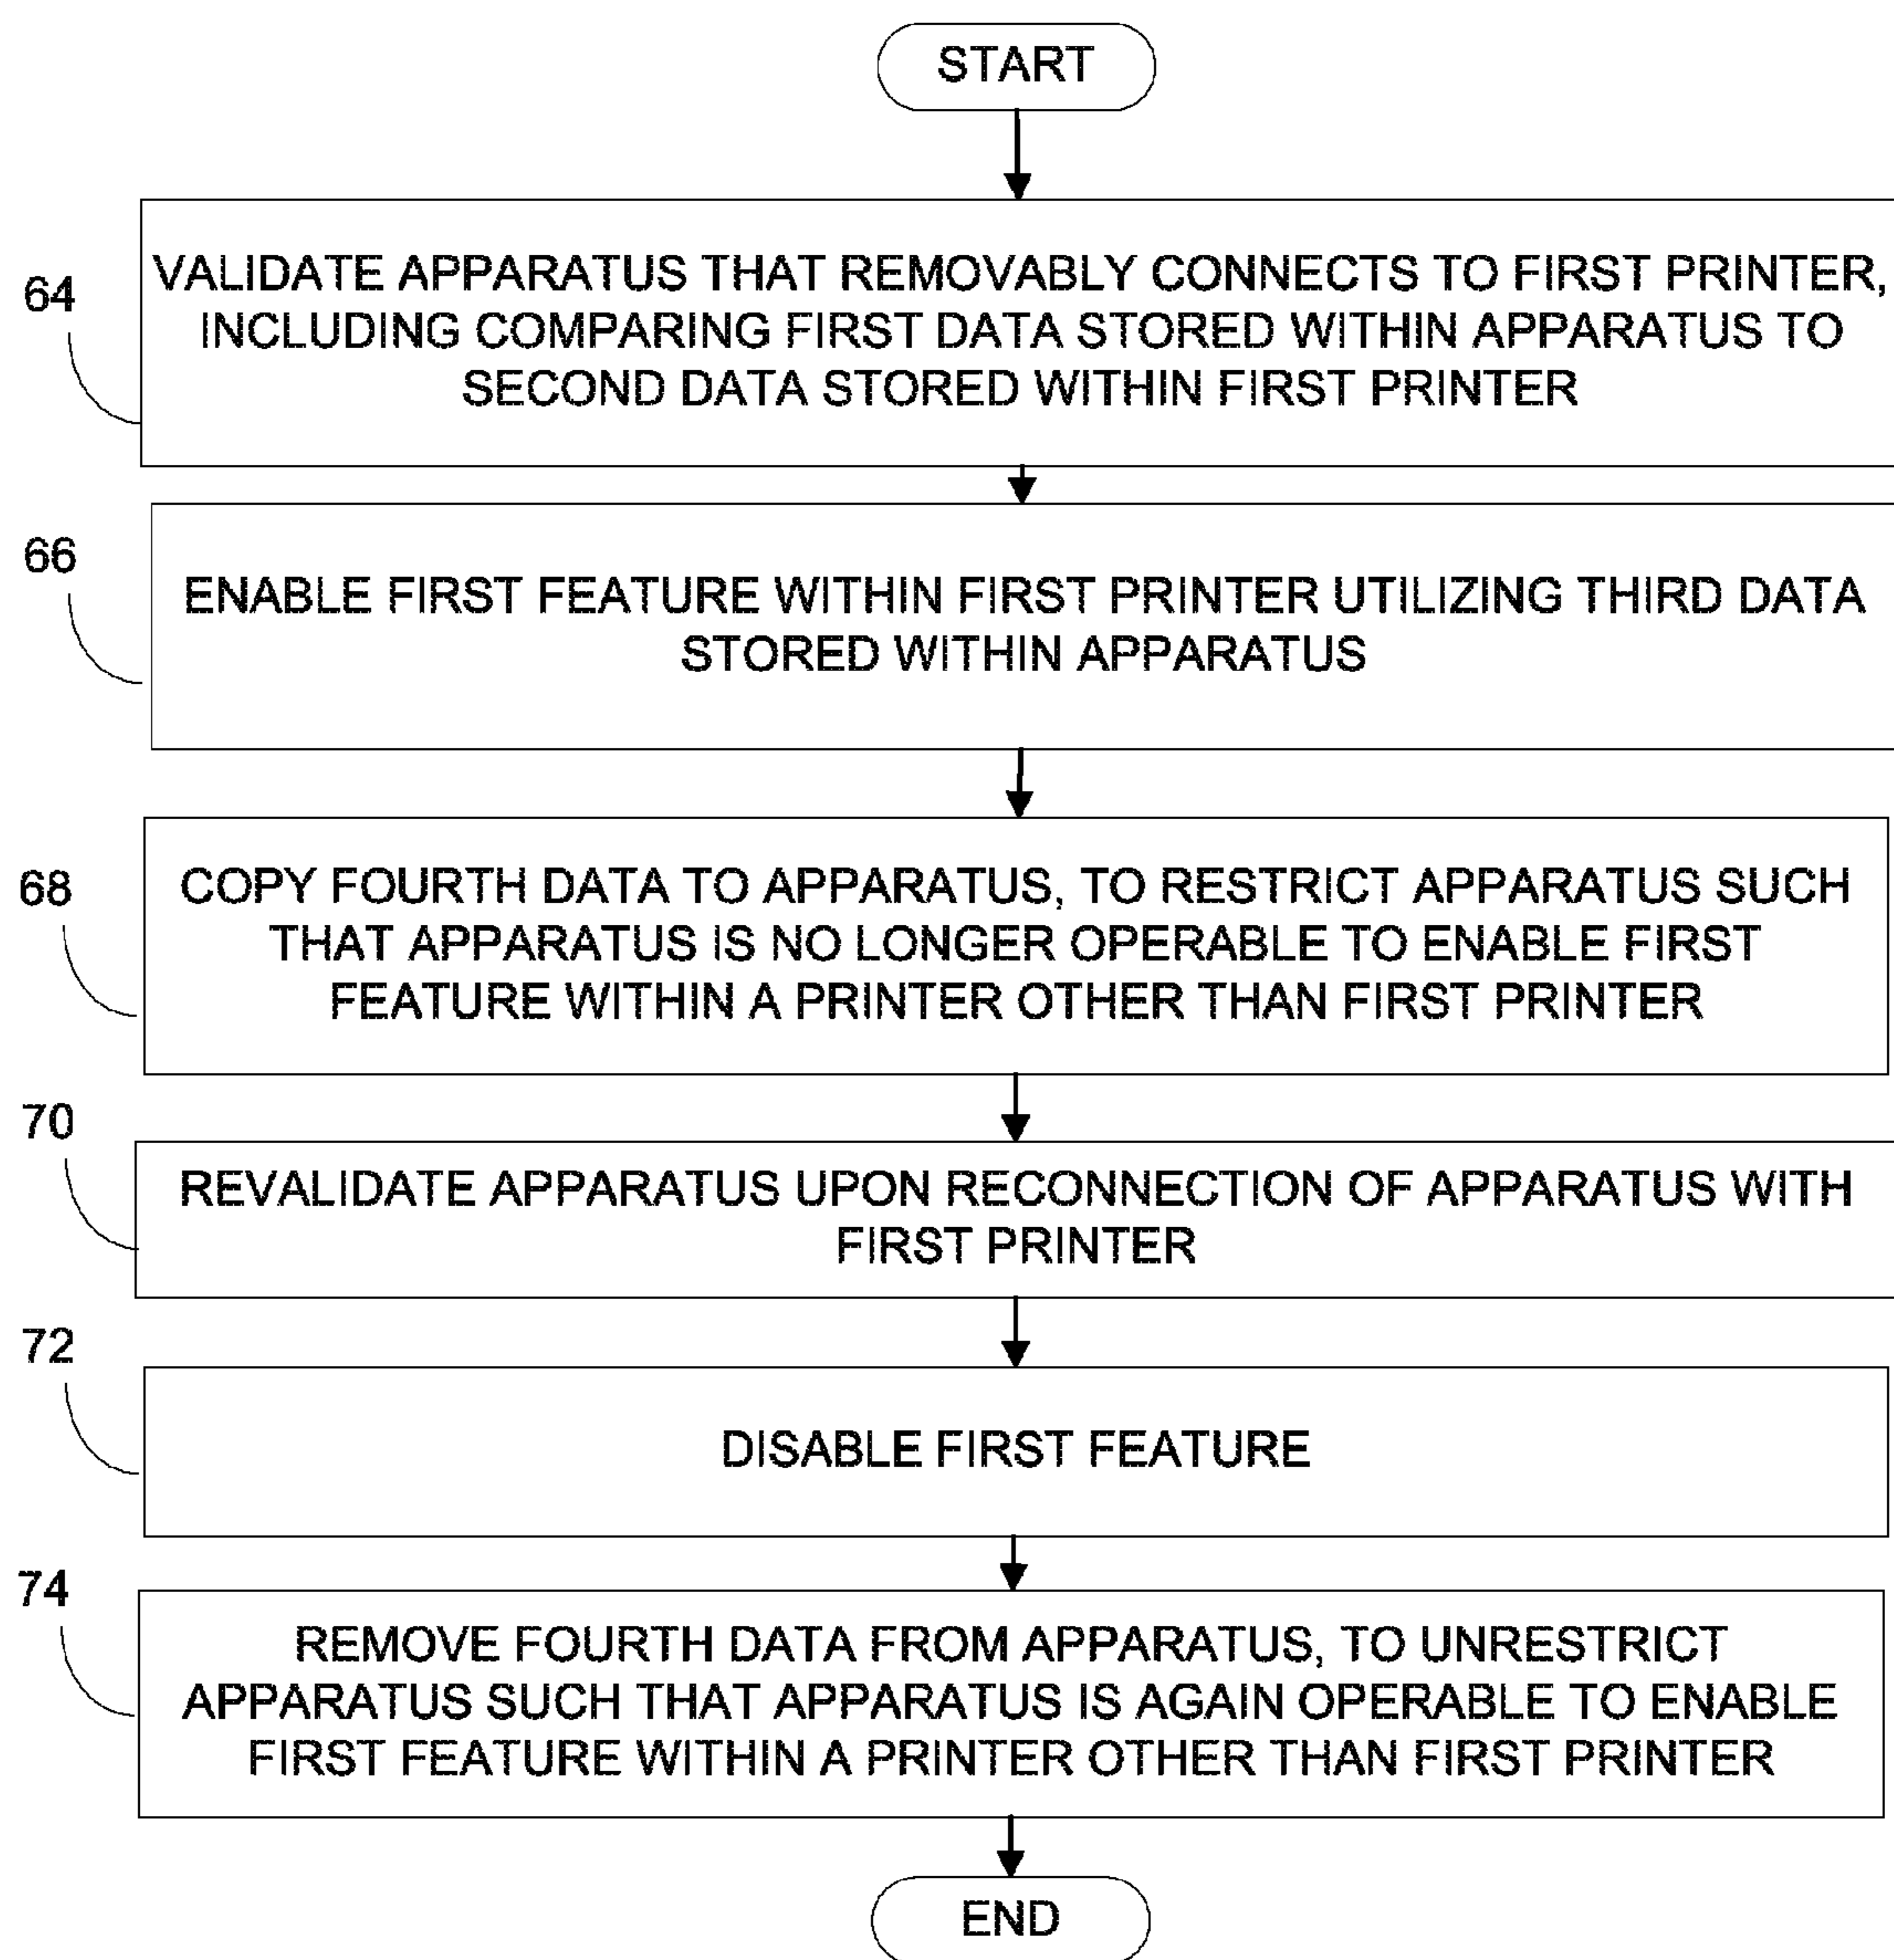 START
64
VALIDATE APPARATUS THAT REMOVABLY CONNECTS TO FIRST PRINTER,
INCLUDING COMPARING FIRST DATA STORED WITHIN APPARATUS TO
SECOND DATA STORED WITHIN FIRST PRINTER
66
ENABLE FIRST FEATURE WITHIN FIRST PRINTER UTILIZING THIRD DATA
STORED WITHIN APPARATUS
68
COPY FOURTH DATA TO APPARATUS, TO RESTRICT APPARATUS SUCH
THAT APPARATUS IS NO LONGER OPERABLE TO ENABLE FIRST
FEATURE WITHIN A PRINTER OTHER THAN FIRST PRINTER
70
REVALIDATE APPARATUS UPON RECONNECTION OF APPARATUS WITH
FIRST PRINTER
72
DISABLE FIRST FEATURE
74
REMOVE FOURTH DATA FROM APPARATUS, TO UNRESTRICT
APPARATUS SUCH THAT APPARATUS IS AGAIN OPERABLE TO ENABLE
FIRST FEATURE WITHIN A PRINTER OTHER THAN FIRST PRINTER
END